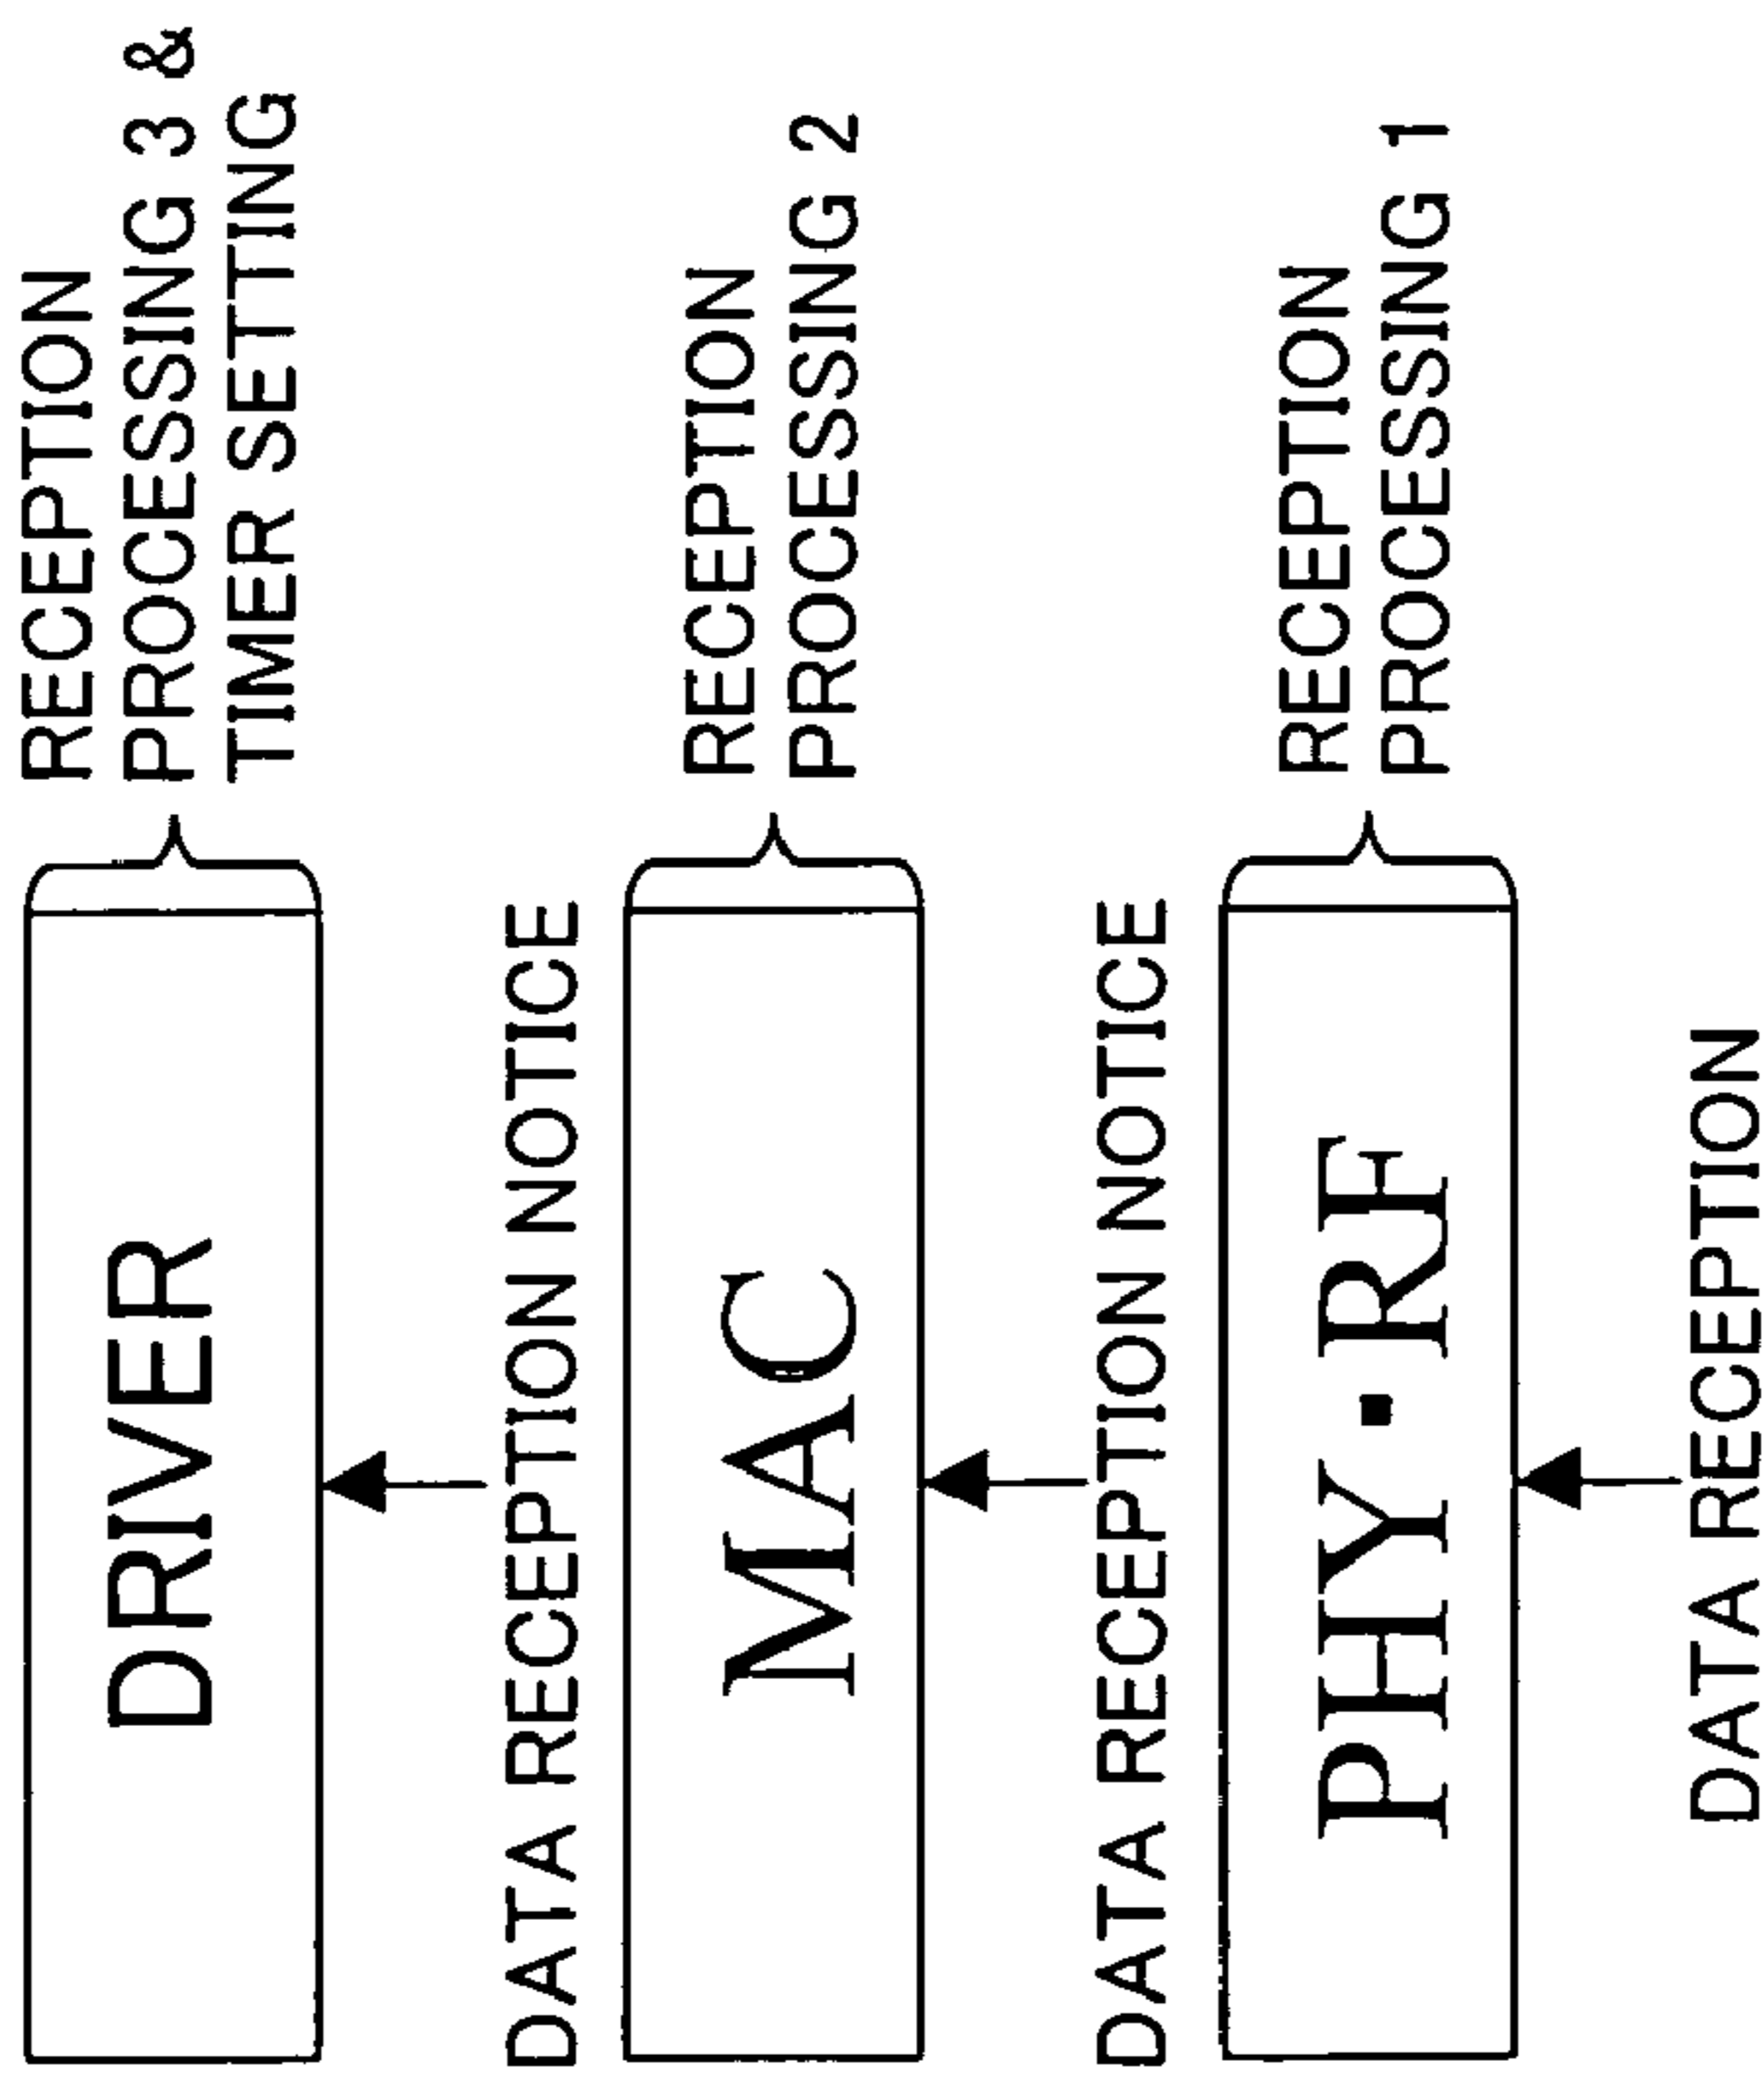 DRIVER
RECEPTION
PROCESSING 3 &
TIMER SETTING
DATA RECEPTION NOTICE
MAC
RECEPTION
PROCESSING 2
DATA RECEPTION NOTICE
PHY・RF
RECEPTION
PROCESSING 1
DATA RECEPTION